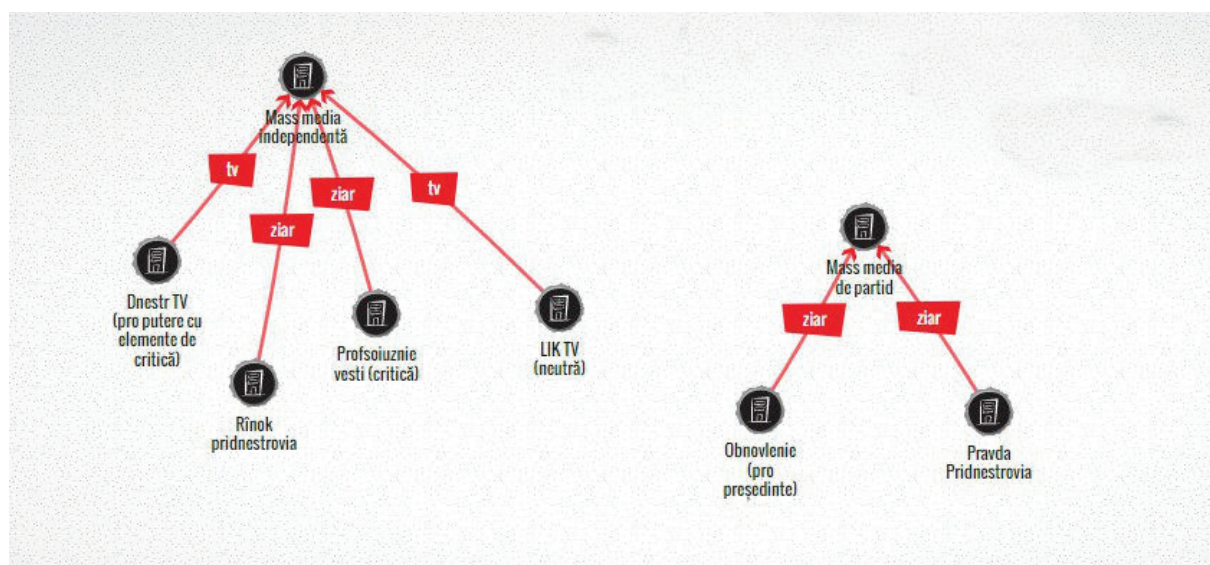 Mass media
independentă
tv
ziar
ziar
tv
Dnestr TV
(pro putere cu
elemente de
critică)
Rînok
pridnestrovia
Profsoiuznie
vesti (critică)
LIK TV
(neutră)
Mass media
de partid
ziar
ziar
Obnovlenie
(pro
președinte)
Pravda
Pridnestrovia